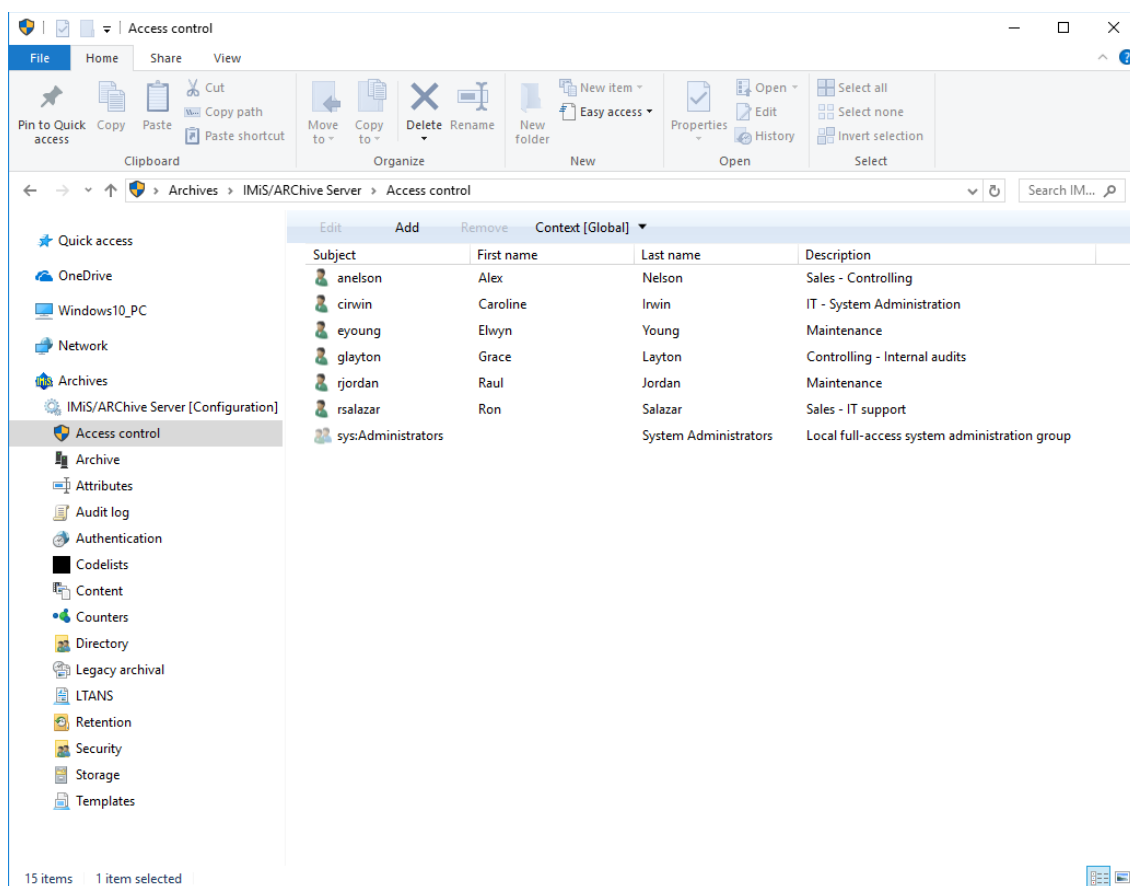 Access control
File Home Share View
Pin to Quick access Copy Paste Cut Copy path Paste shortcut
Clipboard
Move to Copy to Delete Rename
Organize
New folder New item Easy access
New
Properties Open Edit History
Open
Select all Select none Invert selection
Select
Archives > IMiS/ARChive Server > Access control
Search IM...
Quick access
OneDrive
Windows10_PC
Network
Archives
IMiS/ARChive Server [Configuration]
Access control
Archive
Attributes
Audit log
Authentication
Codelists
Content
Counters
Directory
Legacy archival
LTANS
Retention
Security
Storage
Templates
Edit Add Remove Context [Global]
Subject First name Last name Description
anelson Alex Nelson Sales - Controlling
cirwin Caroline Irwin IT - System Administration
eyoung Elwyn Young Maintenance
glayton Grace Layton Controlling - Internal audits
rjordan Raul Jordan Maintenance
rsalazar Ron Salazar Sales - IT support
sys:Administrators System Administrators Local full-access system administration group
15 items 1 item selected